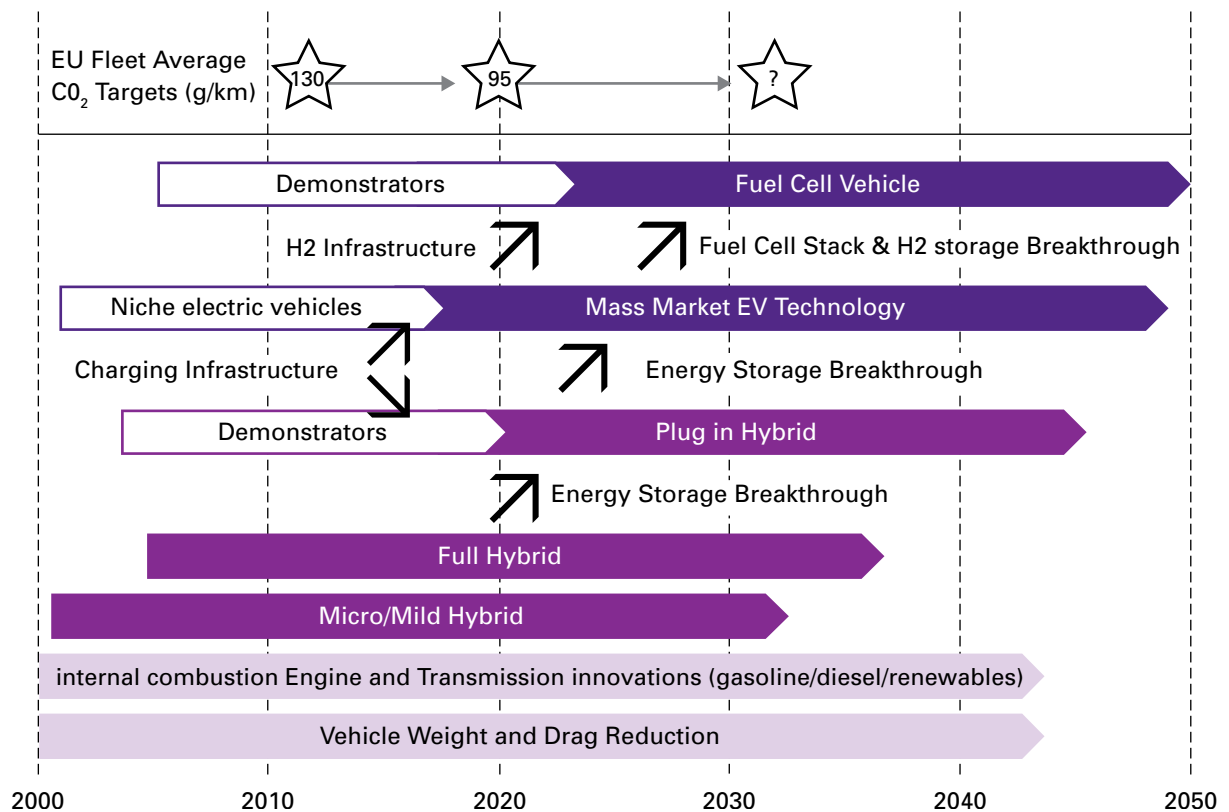 EU Fleet Average
C0₂ Targets (g/km)
130
95
?
Demonstrators
Fuel Cell Vehicle
H2 Infrastructure
Fuel Cell Stack & H2 storage Breakthrough
Niche electric vehicles
Mass Market EV Technology
Charging Infrastructure
Energy Storage Breakthrough
Demonstrators
Plug in Hybrid
Energy Storage Breakthrough
Full Hybrid
Micro/Mild Hybrid
internal combustion Engine and Transmission innovations (gasoline/diesel/renewables)
Vehicle Weight and Drag Reduction
2000
2010
2020
2030
2040
2050